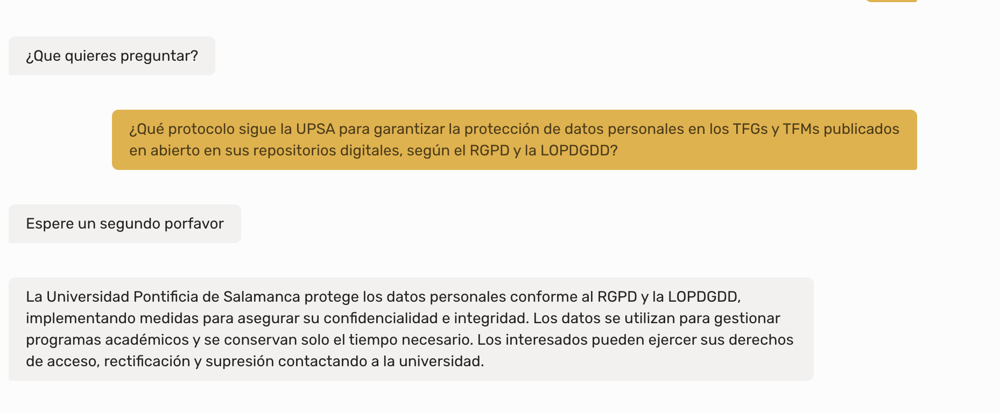 ¿Que quieres preguntar?
¿Qué protocolo sigue la UPSA para garantizar la protección de datos personales en los TFGs y TFMs publicados
en abierto en sus repositorios digitales, según el RGPD y la LOPDGDD?
Espere un segundo porfavor
La Universidad Pontificia de Salamanca protege los datos personales conforme al RGPD y la LOPDGDD,
implementando medidas para asegurar su confidencialidad e integridad. Los datos se utilizan para gestionar
programas académicos y se conservan solo el tiempo necesario. Los interesados pueden ejercer sus derechos
de acceso, rectificación y supresión contactando a la universidad.